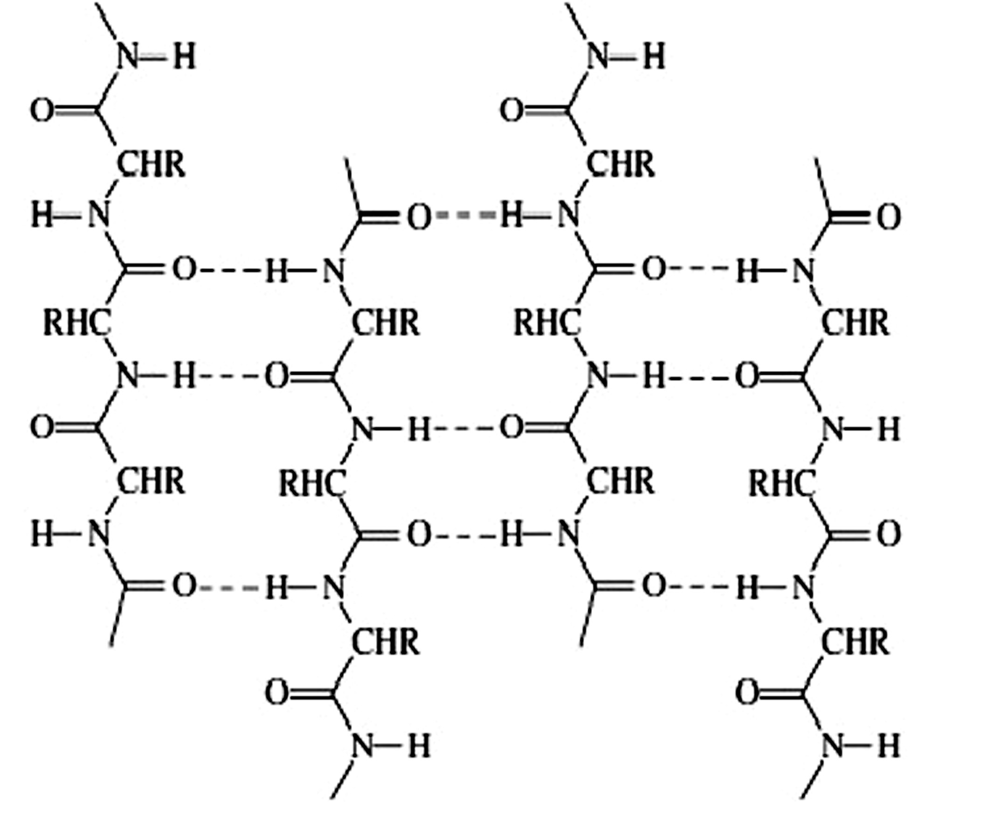 N—H N—H
O O
CHR CHR
H—N O---H—N O
O---H—N O---H—N
RHC CHR RHC CHR
N—H---O N—H---O
O N—H---O N—H
CHR RHC CHR RHC
H—N O---H—N O
O---H—N O---H—N
CHR CHR
O O
N—H N—H